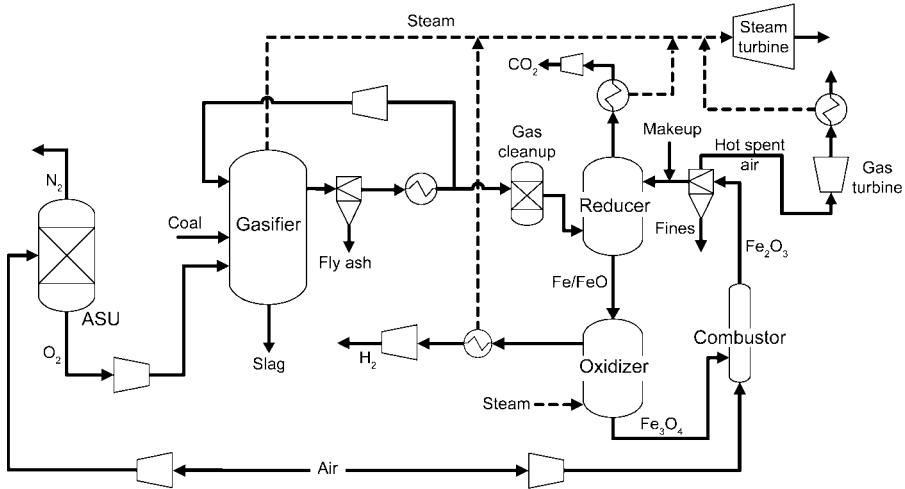 Steam
Steam
turbine
CO₂
Gas
cleanup
Makeup
Hot spent
air
Gas
turbine
N₂
Coal
Gasifier
Reducer
Fly ash
Fines
Fe₂O₃
Fe/FeO
ASU
O₂
Slag
H₂
Oxidizer
Combustor
Steam
Fe₃O₄
Air